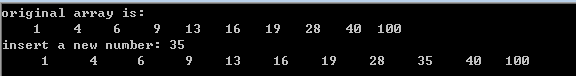 original array is:
1 4 6 9 13 16 19 28 40 100
insert a new number: 35
1 4 6 9 13 16 19 28 35 40 100